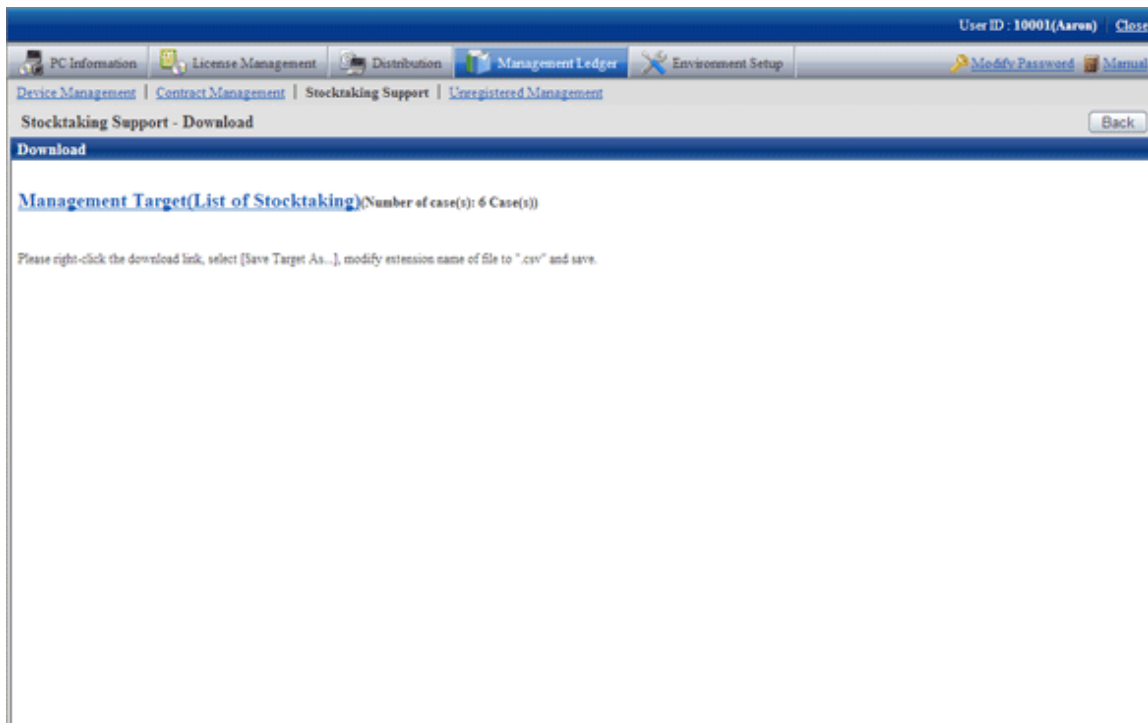 User ID : 10001(Aaron) Close
PC Information License Management Distribution Management Ledger Environment Setup Modify Password Manual
Device Management | Contract Management | Stocktaking Support | Unregistered Management
Stocktaking Support - Download Back
Download
Management Target(List of Stocktaking)(Number of case(s): 6 Case(s))
Please right-click the download link, select [Save Target As...], modify extension name of file to ".csv" and save.